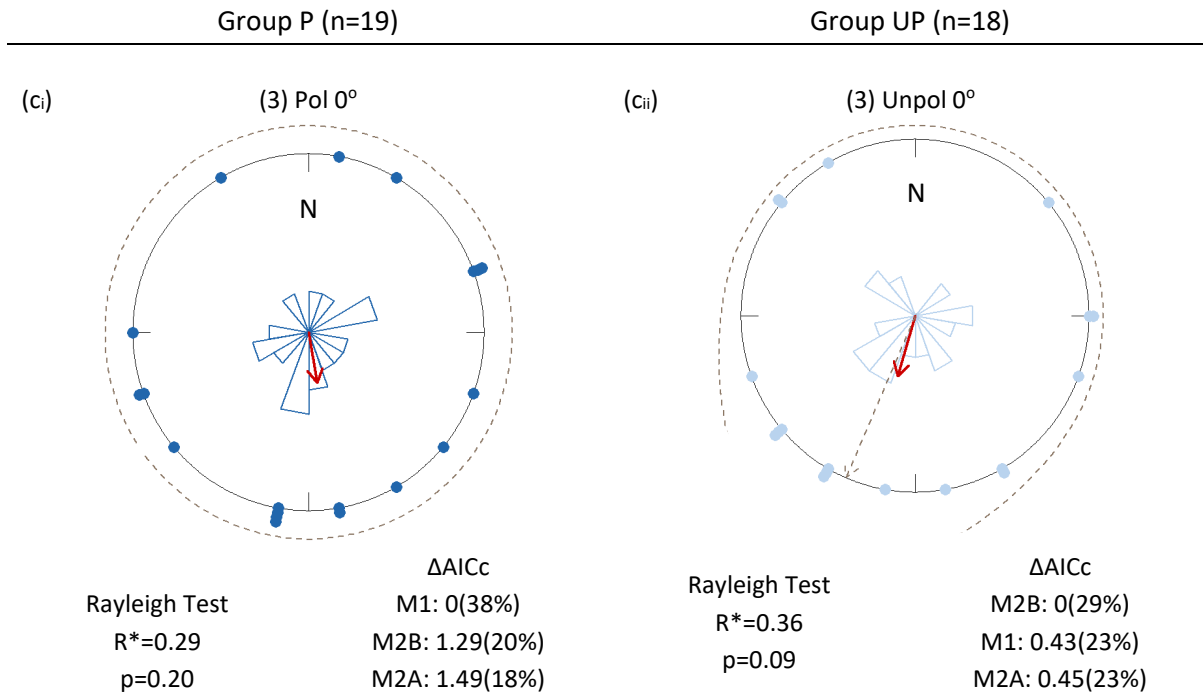 Group P (n=19)
Group UP (n=18)
(ci)
(3) Pol 0°
N
Rayleigh Test
R*=0.29
p=0.20
ΔAICc
M1: 0(38%)
M2B: 1.29(20%)
M2A: 1.49(18%)
(cii)
(3) Unpol 0°
N
Rayleigh Test
R*=0.36
p=0.09
ΔAICc
M2B: 0(29%)
M1: 0.43(23%)
M2A: 0.45(23%)